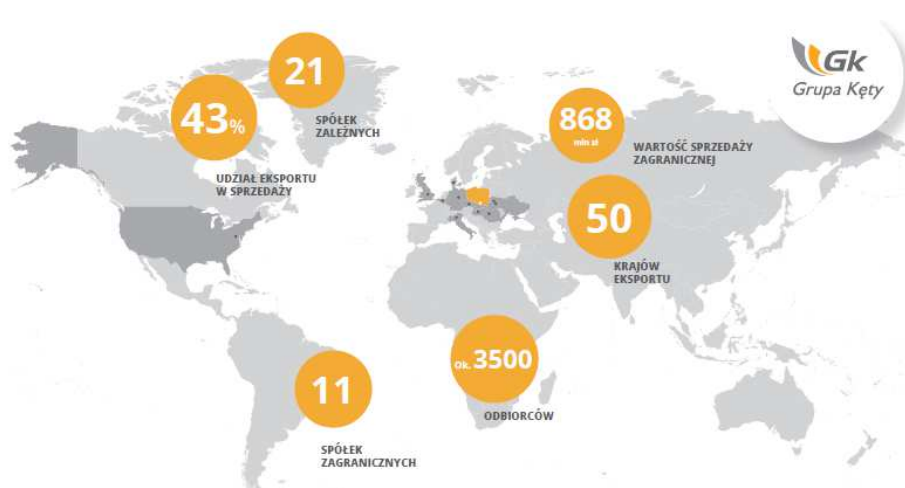 Gk
Grupa Kęty
21
SPÓŁEK
ZALEŻNYCH
43%
UDZIAŁ EKSPORTU
W SPRZEDAŻY
868
mln zł
WARTOŚĆ SPRZEDAŻY
ZAGRANICZNEJ
50
KRAJÓW
EKSPORTU
Ok. 3500
ODBIORCÓW
11
SPÓŁEK
ZAGRANICZNYCH